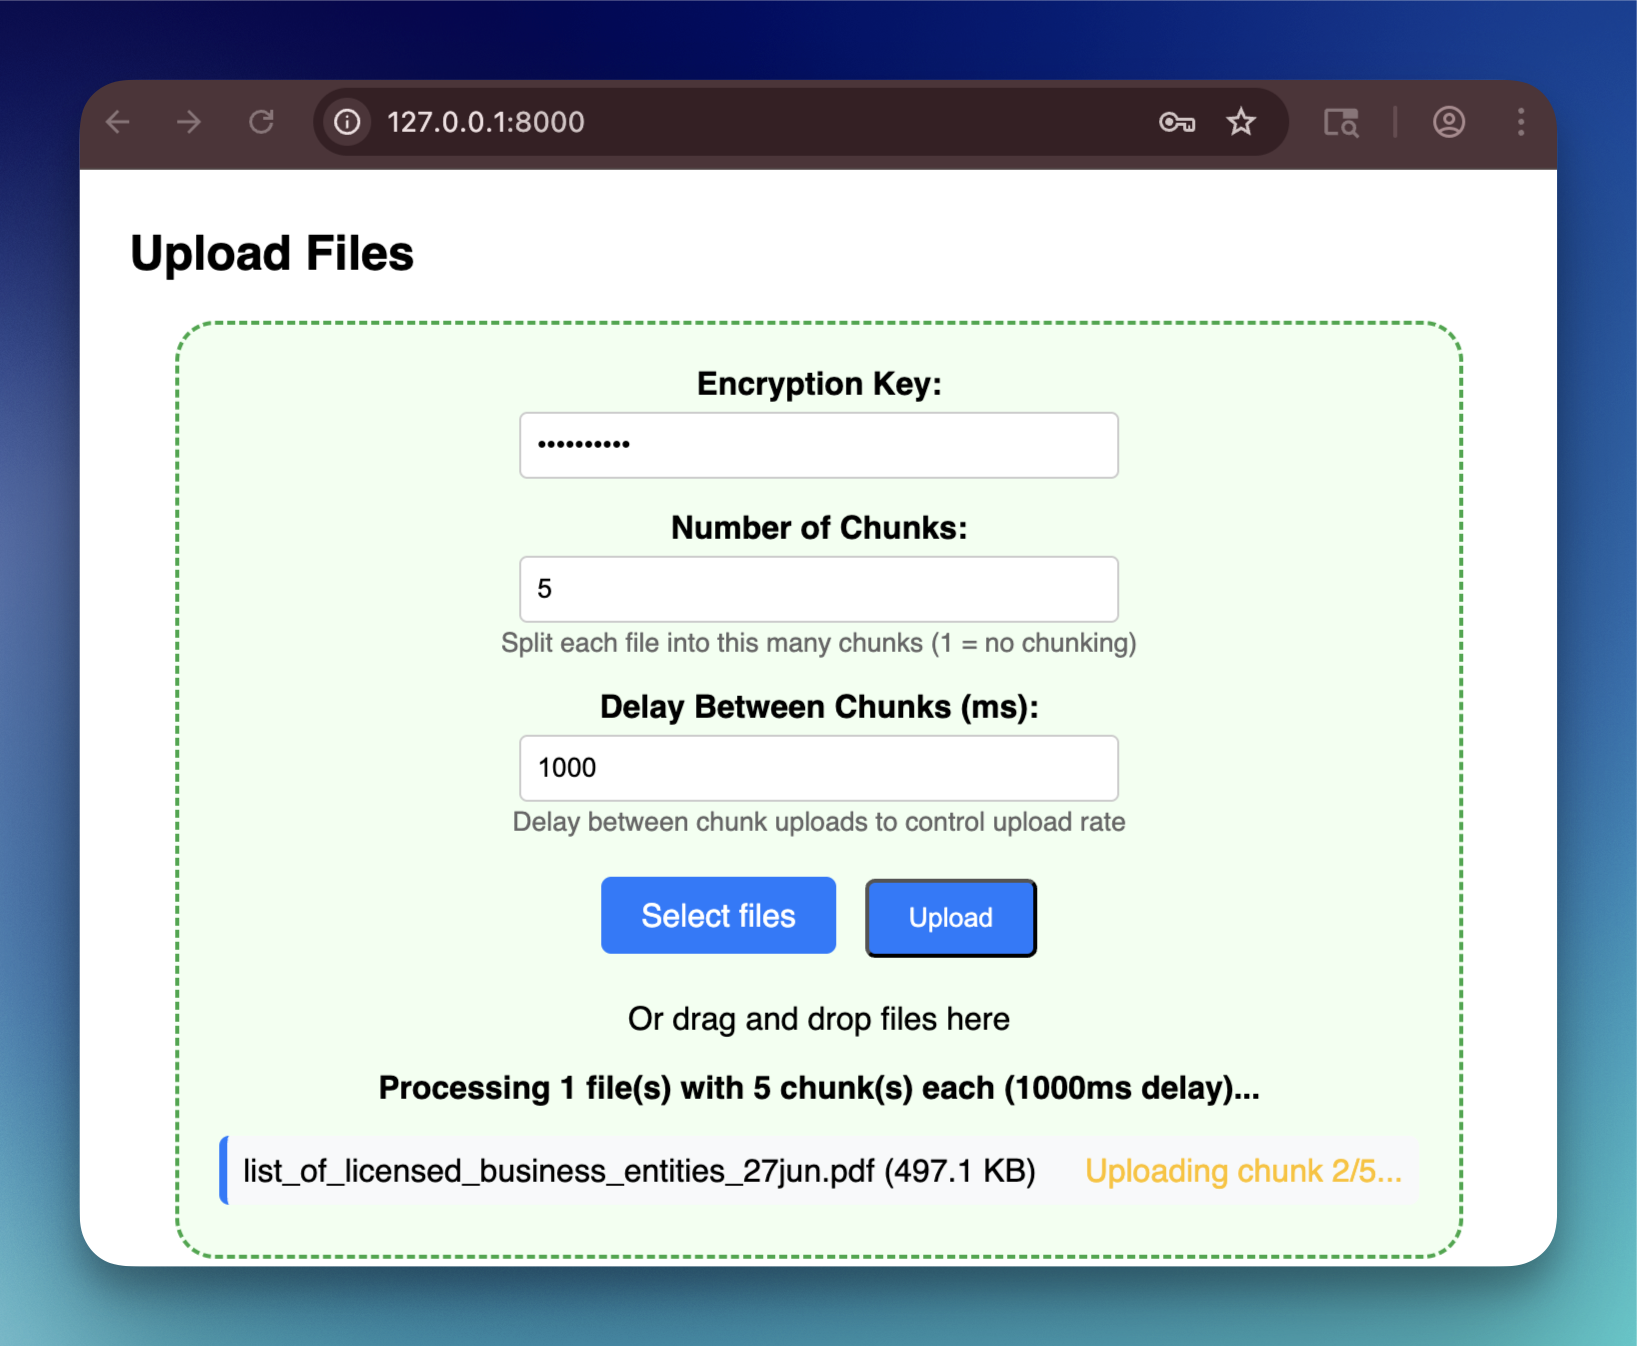 127.0.0.1:8000
Upload Files
Encryption Key:
••••••••••
Number of Chunks:
5
Split each file into this many chunks (1 = no chunking)
Delay Between Chunks (ms):
1000
Delay between chunk uploads to control upload rate
Select files
Upload
Or drag and drop files here
Processing 1 file(s) with 5 chunk(s) each (1000ms delay)...
list_of_licensed_business_entities_27jun.pdf (497.1 KB) Uploading chunk 2/5...